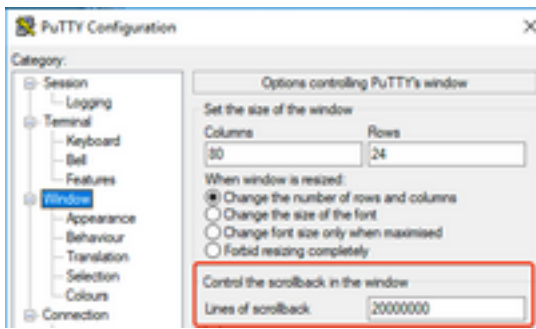 PuTTY Configuration
Category:
Session
Logging
Terminal
Keyboard
Bell
Features
Window
Appearance
Behaviour
Translation
Selection
Colours
Connection
Options controlling PuTTY's window
Set the size of the window
Columns
Rows
80
24
When window is resized:
Change the number of rows and columns
Change the size of the font
Change font size only when maximised
Forbid resizing completely
Control the scrollback in the window
Lines of scrollback
20000000